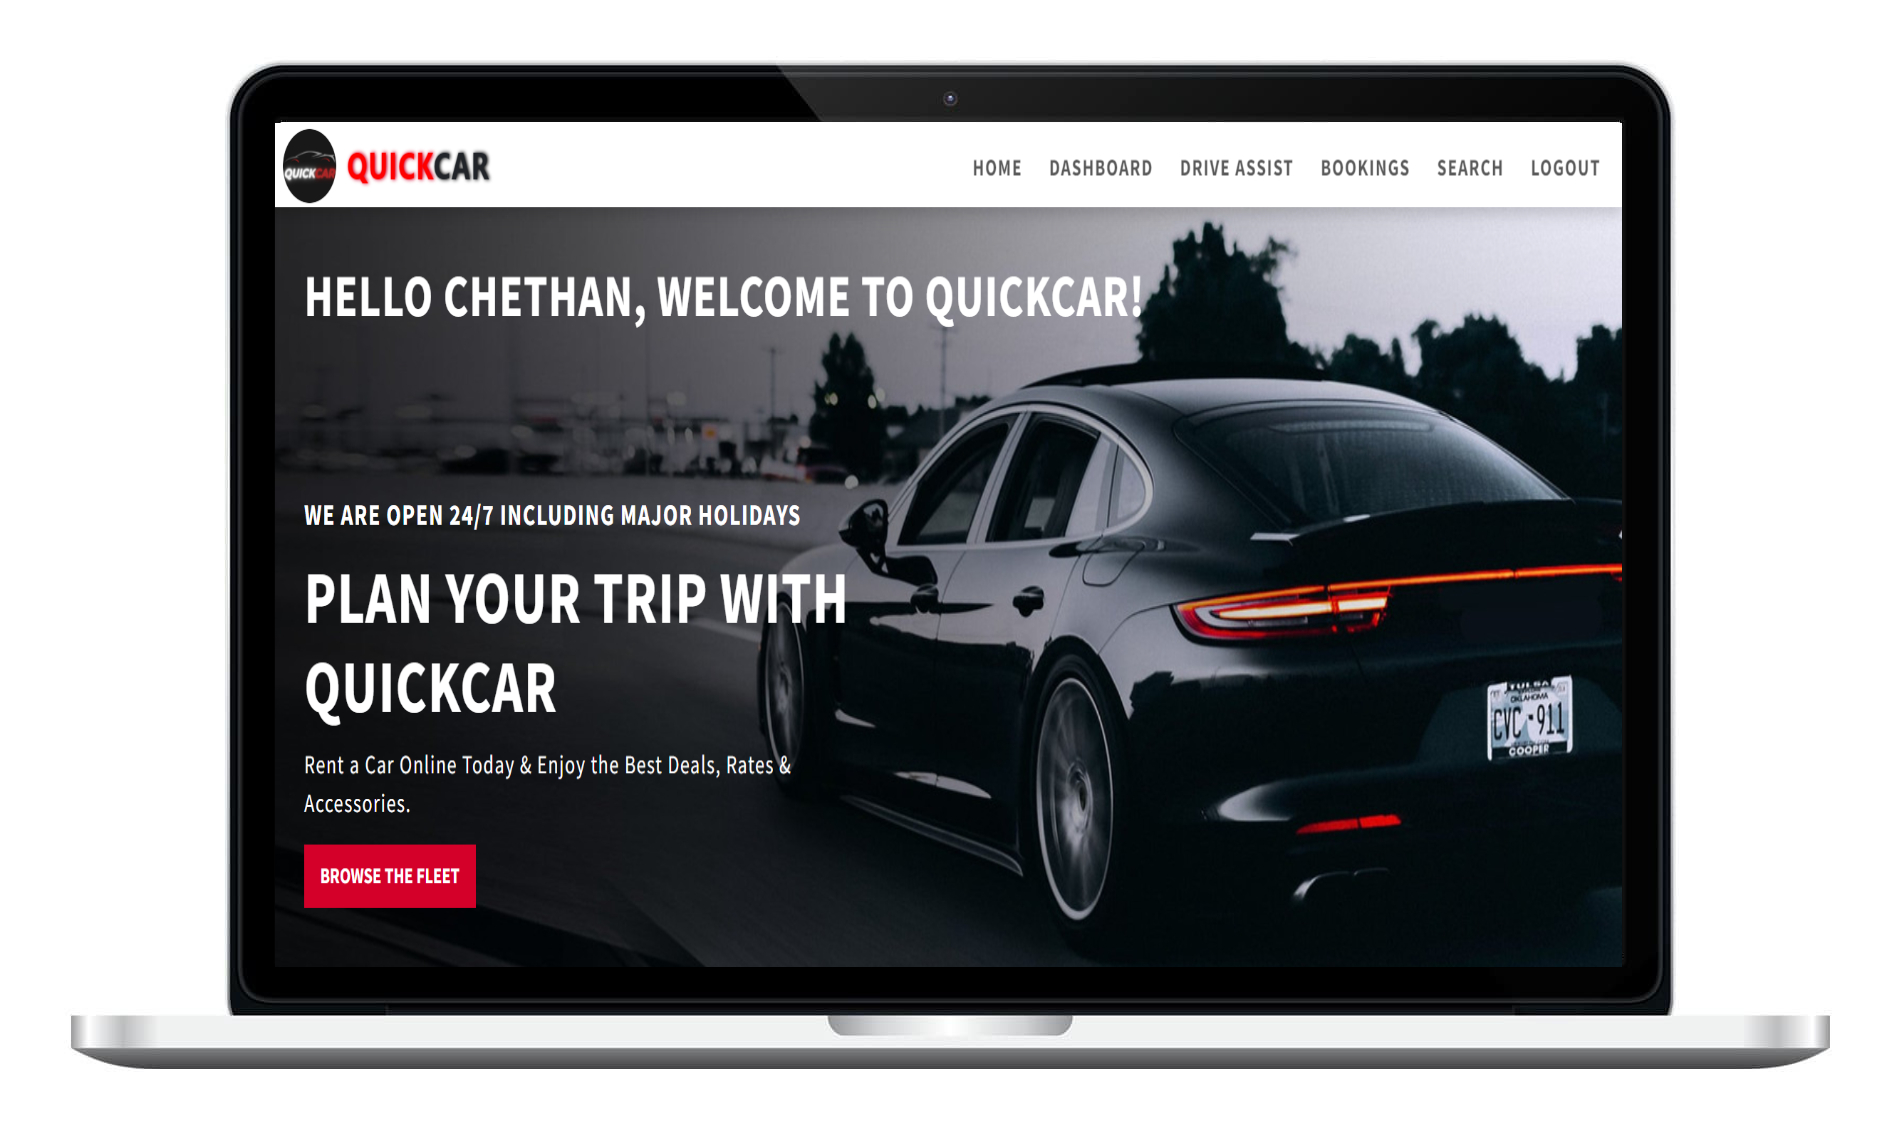 QUICKCAR
QUICKCAR
HOME DASHBOARD DRIVE ASSIST BOOKINGS SEARCH LOGOUT
HELLO CHETHAN, WELCOME TO QUICKCAR!
WE ARE OPEN 24/7 INCLUDING MAJOR HOLIDAYS
PLAN YOUR TRIP WITH
QUICKCAR
Rent a Car Online Today & Enjoy the Best Deals, Rates &
Accessories.
BROWSE THE FLEET
TULSA
OKLAHOMA
CVC-911
COOPER